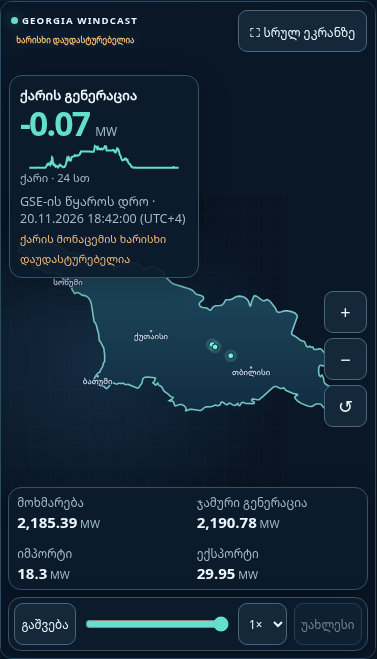 GEORGIA WINDCAST
ხარისხი დაუდასტურებელია
სრულ ეკრანზე
ქარის გენერაცია
-0.07 MW
ქარი · 24 სთ
GSE-ის წყაროს დრო ·
20.11.2026 18:42:00 (UTC+4)
ქარის მონაცემის ხარისხი
დაუდასტურებელია
სოხუმი
ქუთაისი
თბილისი
ბათუმი
+
−
↺
მოხმარება
2,185.39 MW
ჯამური გენერაცია
2,190.78 MW
იმპორტი
18.3 MW
ექსპორტი
29.95 MW
გაშვება
1×
უახლესი